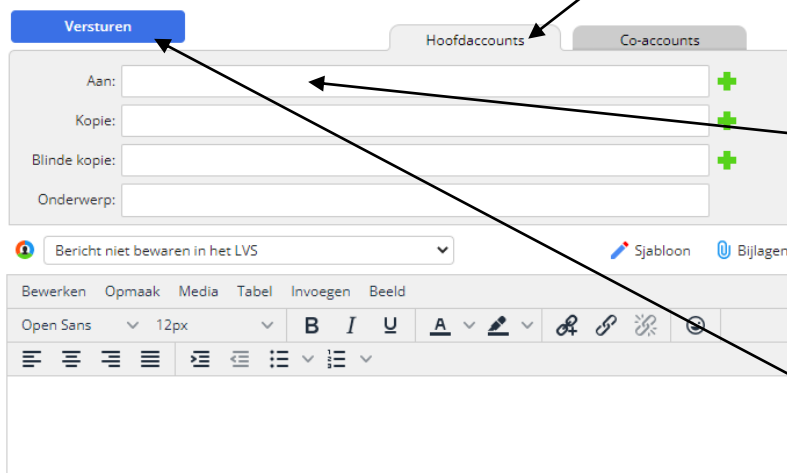 Versturen
Hoofdaccounts Co-accounts
Aan:
Kopie:
Blinde kopie:
Onderwerp:
Bericht niet bewaren in het LVS Sjabloon Bijlagen
Bewerken Opmaak Media Tabel Invoegen Beeld
Open Sans 12px B I U A